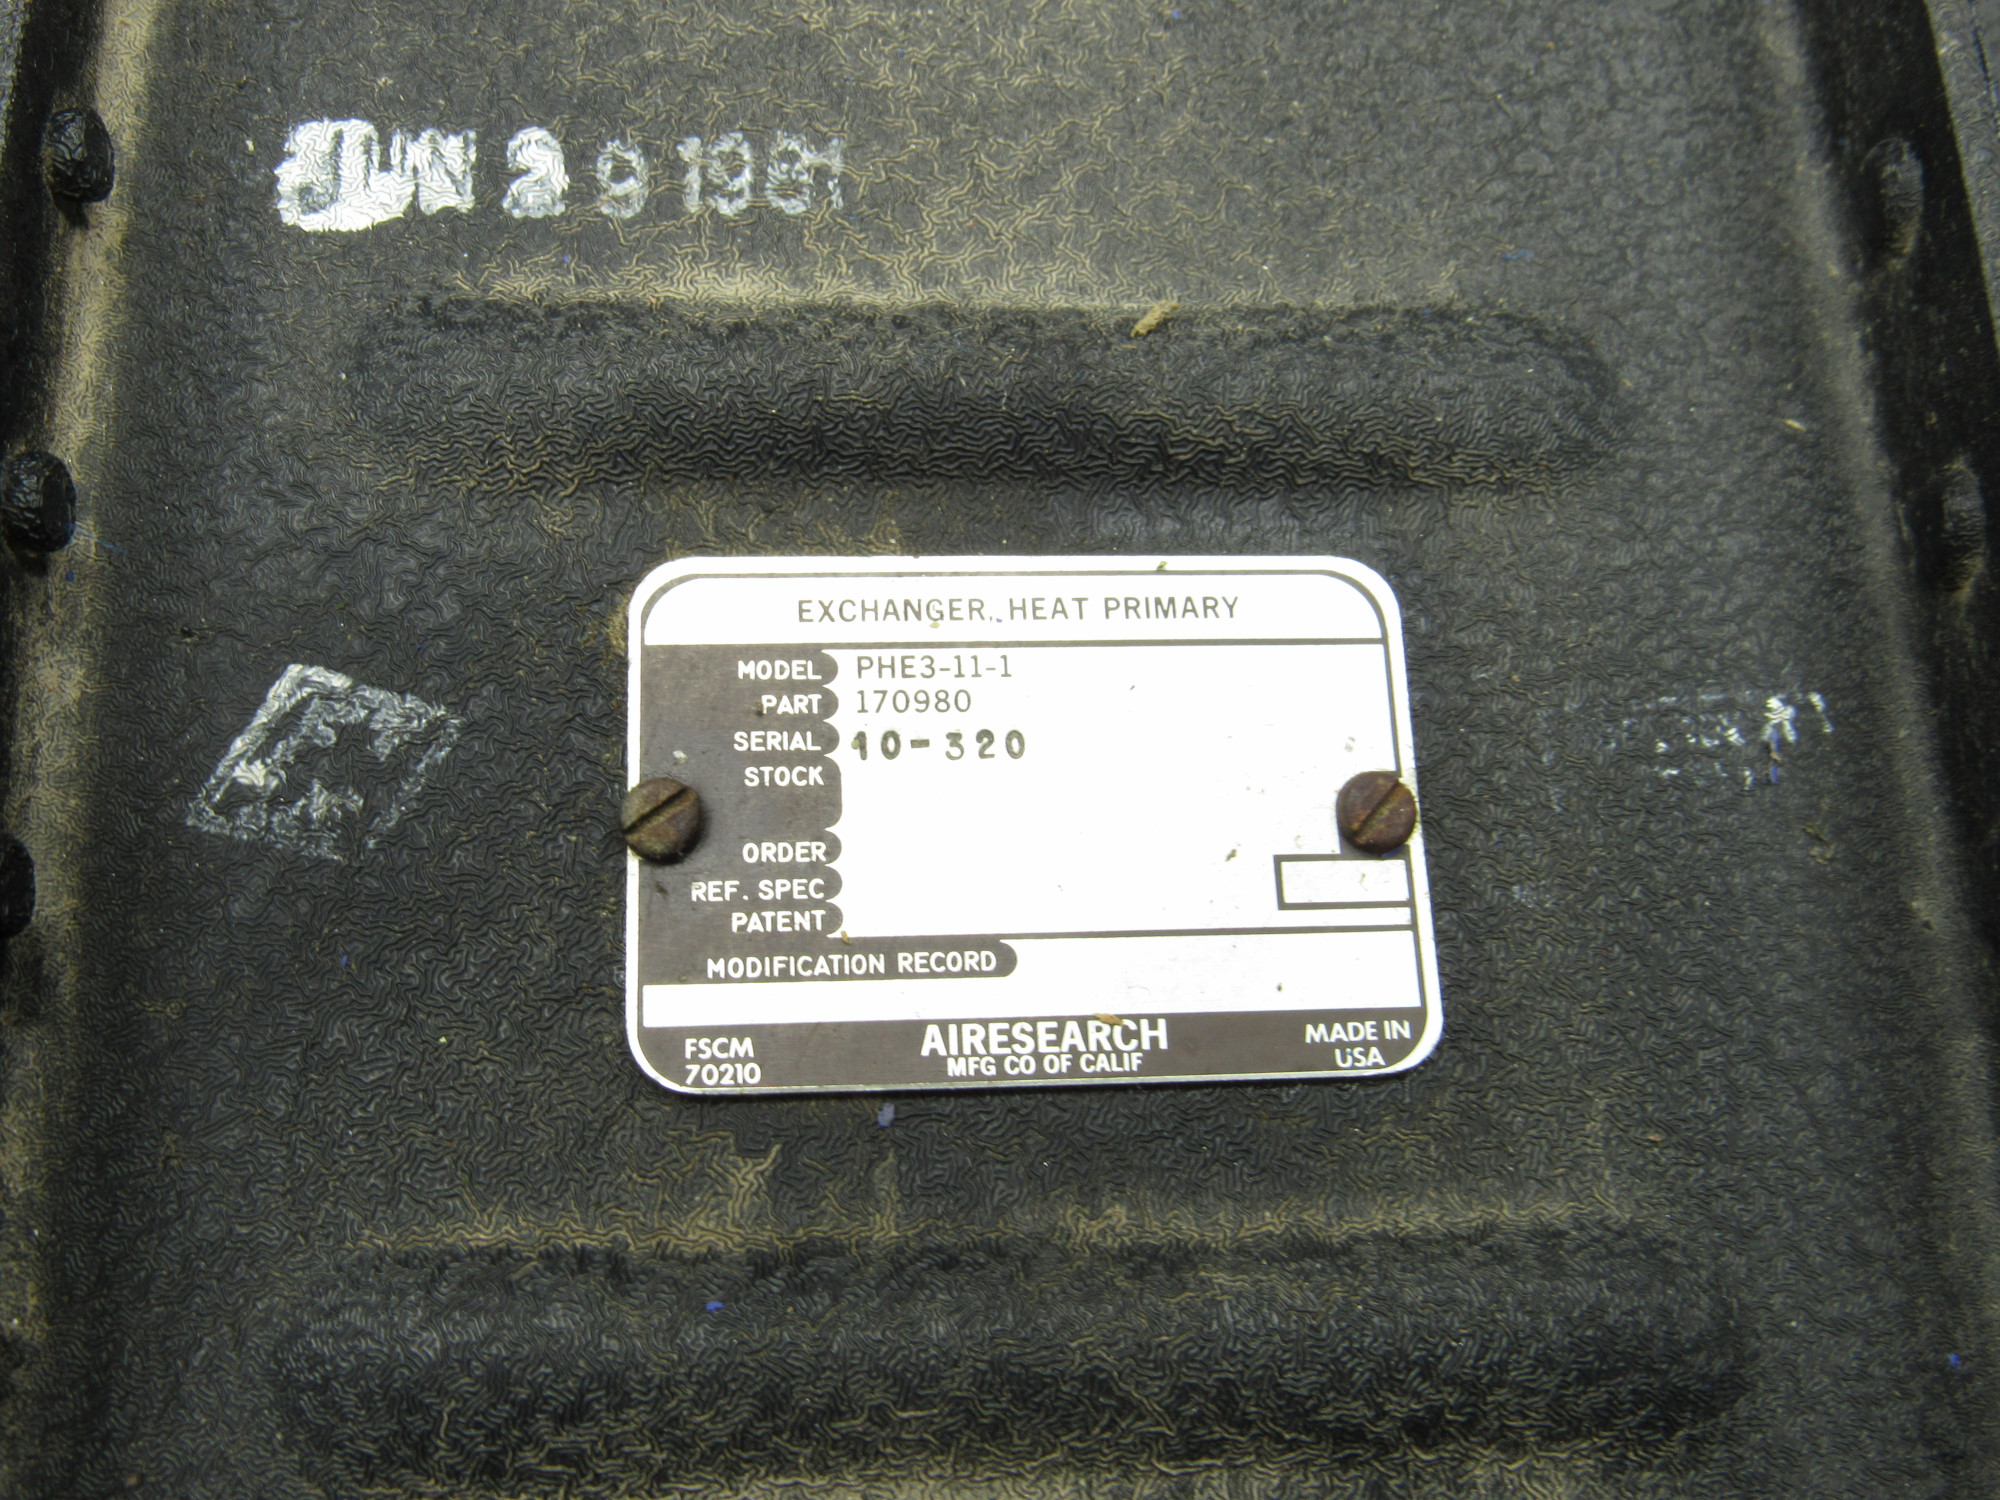 JUN 29 1981
EXCHANGER, HEAT PRIMARY
MODEL PHE3-11-1
PART 170980
SERIAL 10-320
STOCK
ORDER
REF. SPEC
PATENT
MODIFICATION RECORD
FSCM
70210
AIRESEARCH
MFG CO OF CALIF
MADE IN
USA